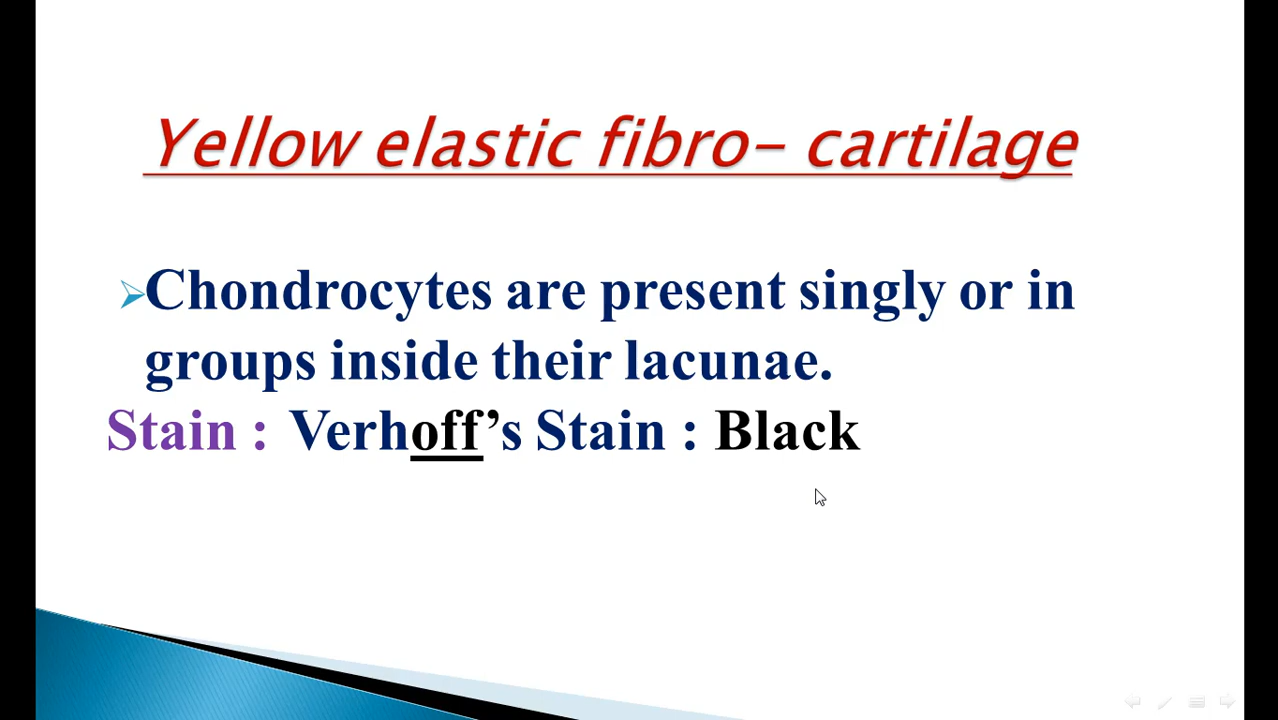 Yellow elastic fibro- cartilage
Chondrocytes are present singly or in
groups inside their lacunae.
Stain : Verhoff’s Stain : Black